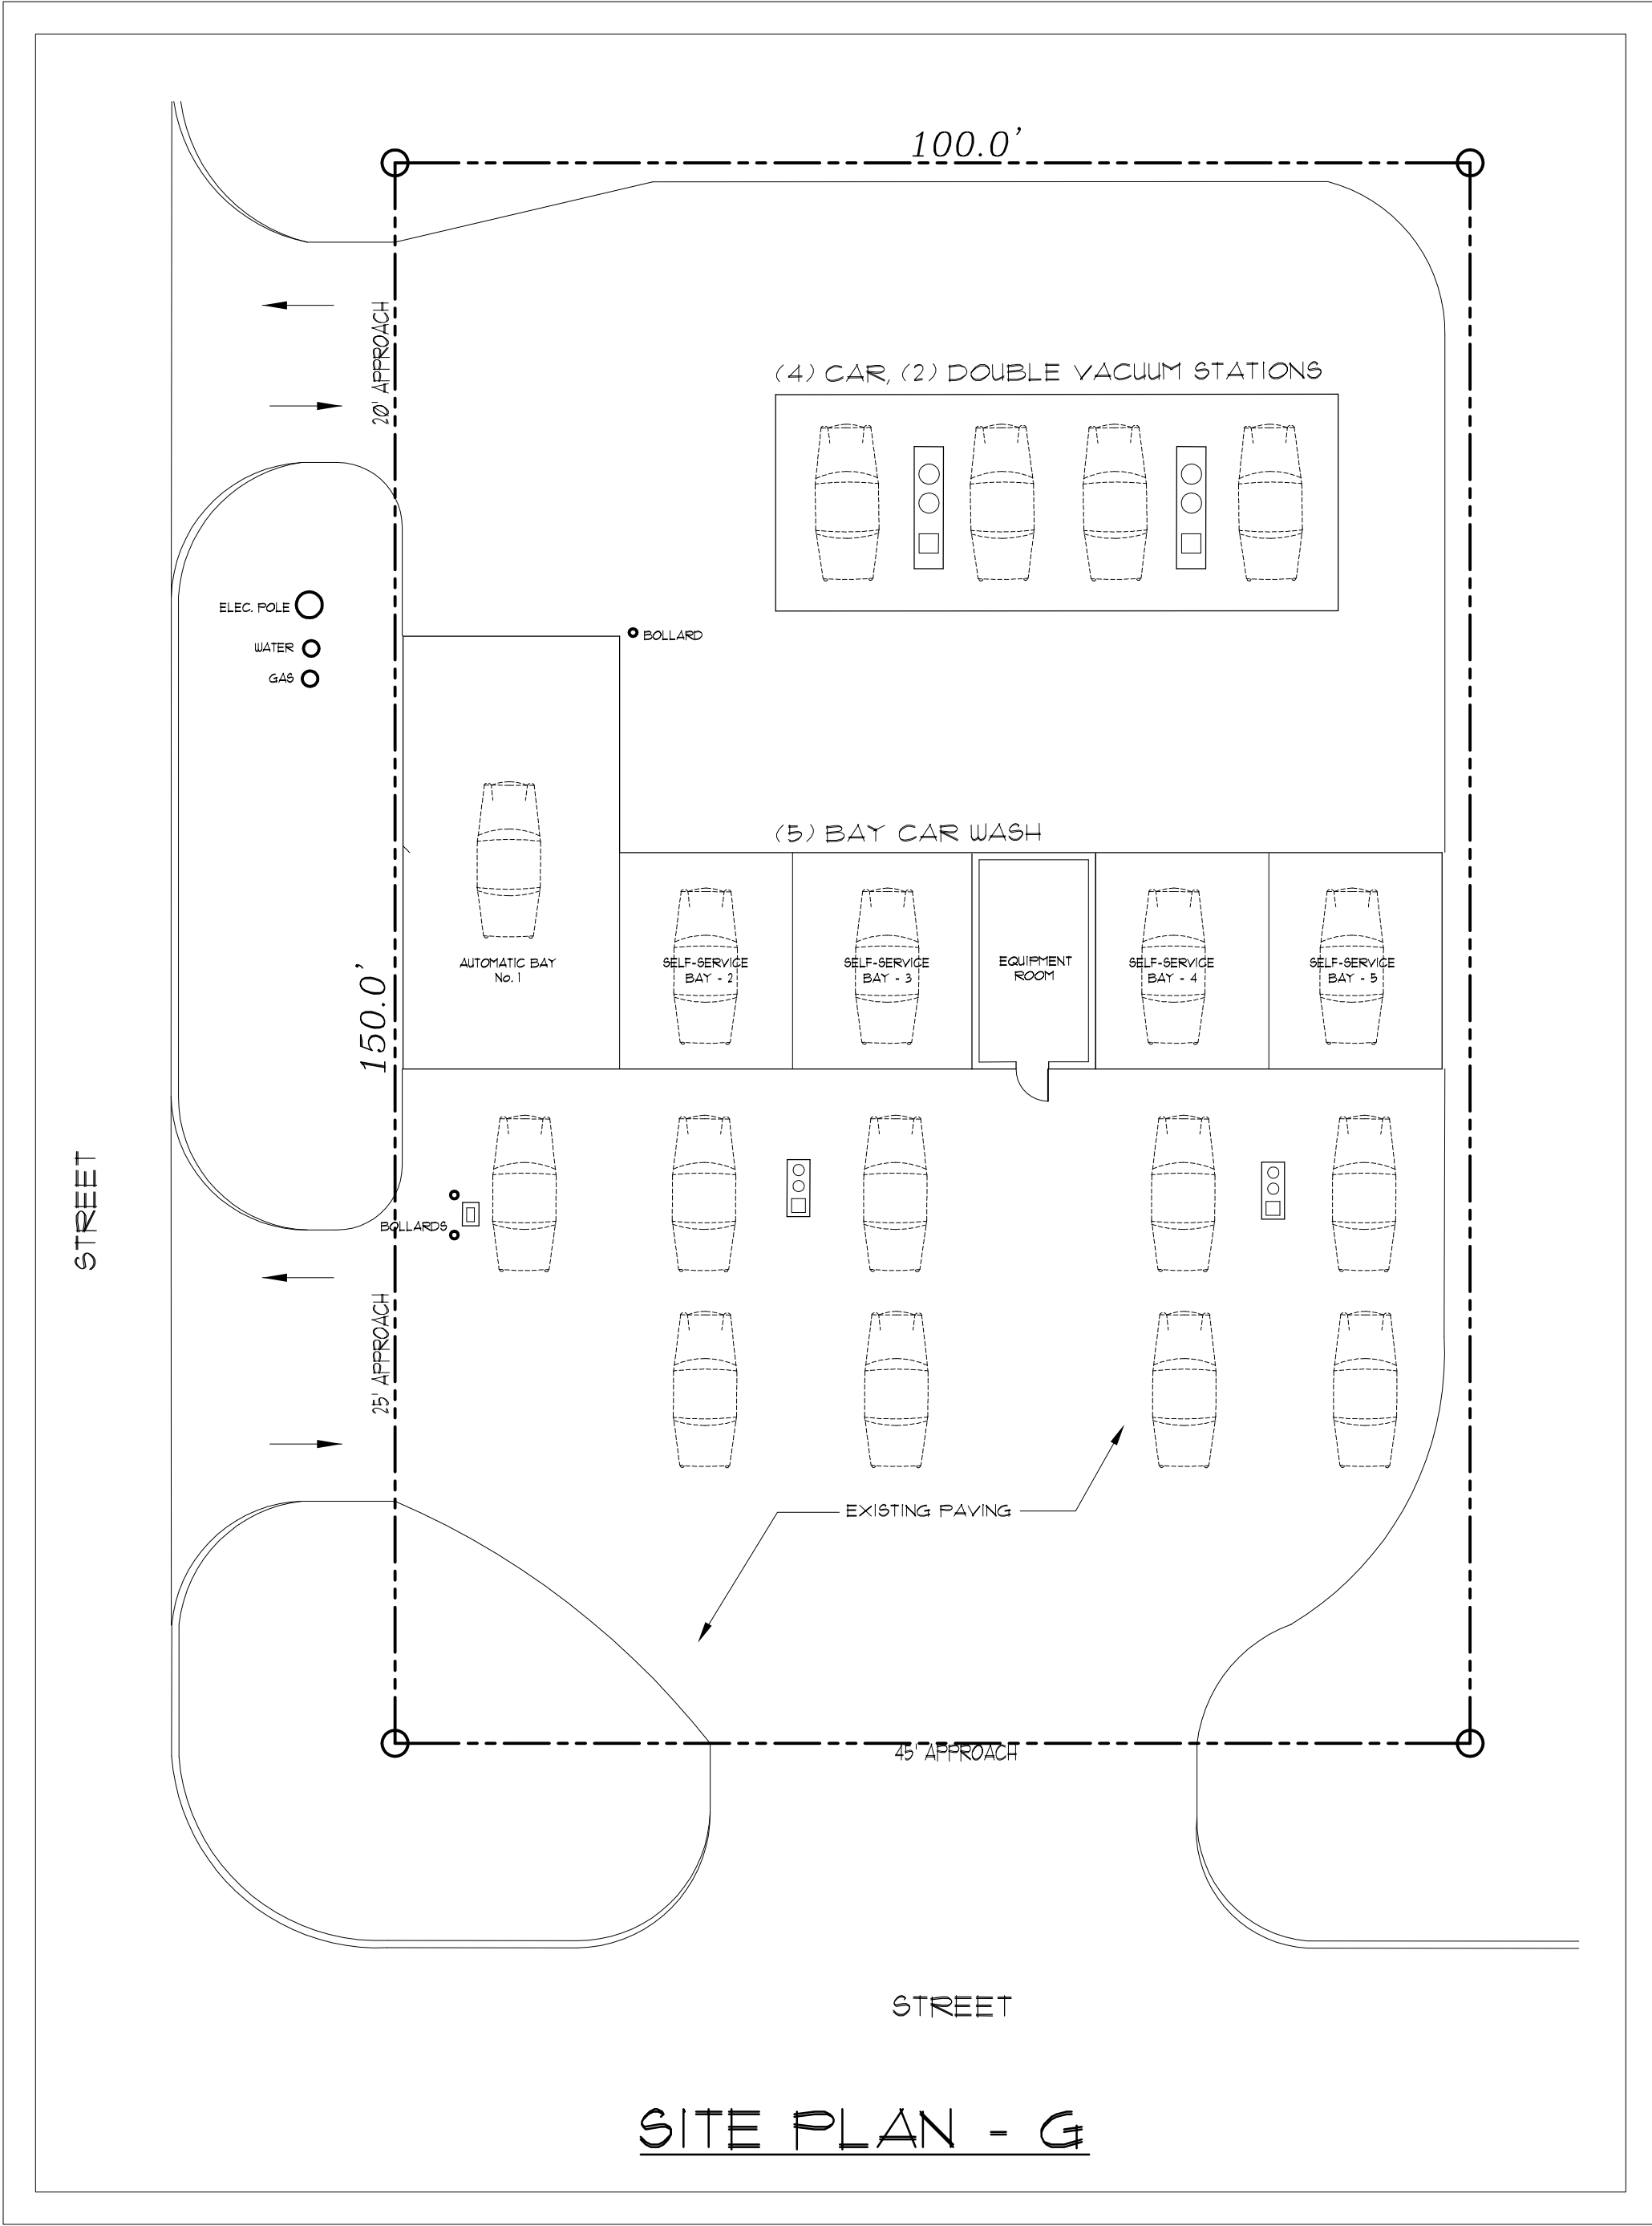 100.0'
20' APPROACH
(4) CAR, (2) DOUBLE VACUUM STATIONS
ELEC. POLE
WATER
GAS
BOLLARD
(5) BAY CAR WASH
AUTOMATIC BAY
No. 1
SELF-SERVICE
BAY - 2
SELF-SERVICE
BAY - 3
EQUIPMENT
ROOM
SELF-SERVICE
BAY - 4
SELF-SERVICE
BAY - 5
150.0'
STREET
BOLLARDS
25' APPROACH
EXISTING PAVING
45' APPROACH
STREET
SITE PLAN - G